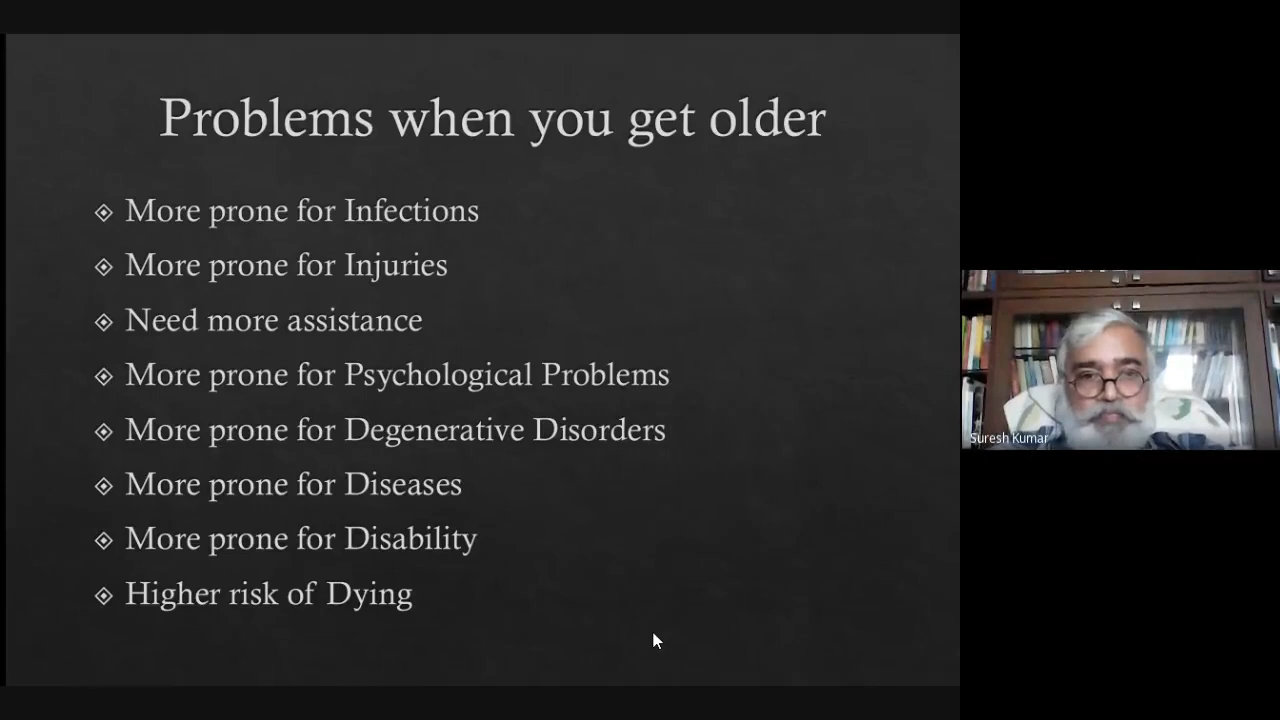 Problems when you get older
More prone for Infections
More prone for Injuries
Need more assistance
More prone for Psychological Problems
More prone for Degenerative Disorders
More prone for Diseases
More prone for Disability
Higher risk of Dying
Suresh Kumar